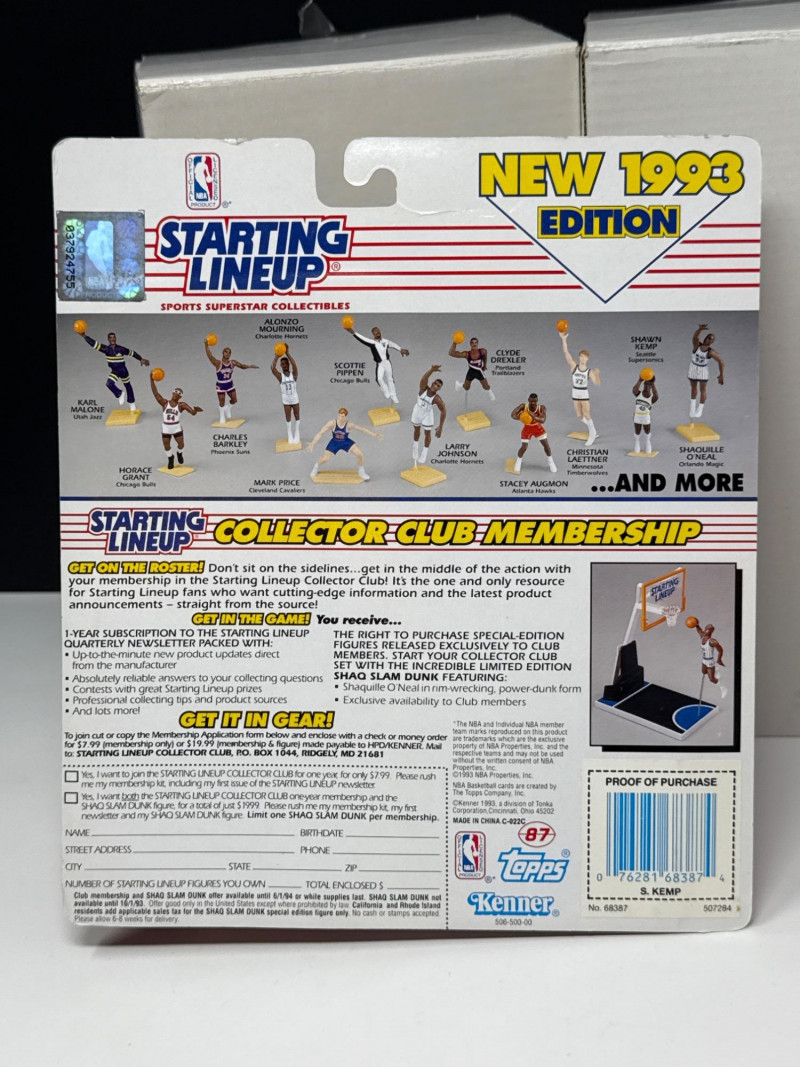 OFFICIAL LICENSED PRODUCT
NBA
®
NEW 1993
EDITION
037924755
STARTING
LINEUP®
SPORTS SUPERSTAR COLLECTIBLES
KARL
MALONE
Utah Jazz
HORACE
GRANT
Chicago Bulls
CHARLES
BARKLEY
Phoenix Suns
ALONZO
MOURNING
Charlotte Hornets
MARK PRICE
Cleveland Cavaliers
SCOTTIE
PIPPEN
Chicago Bulls
LARRY
JOHNSON
Charlotte Hornets
CLYDE
DREXLER
Portland
Trailblazers
STACEY AUGMON
Atlanta Hawks
CHRISTIAN
LAETTNER
Minnesota
Timberwolves
SHAWN
KEMP
Seattle
Supersonics
SHAQUILLE
O'NEAL
Orlando Magic
...AND MORE
STARTING
LINEUP
COLLECTOR CLUB MEMBERSHIP
GET ON THE ROSTER! Don't sit on the sidelines...get in the middle of the action with
your membership in the Starting Lineup Collector Club! It's the one and only resource
for Starting Lineup fans who want cutting-edge information and the latest product
announcements – straight from the source!
GET IN THE GAME! You receive...
1-YEAR SUBSCRIPTION TO THE STARTING LINEUP
QUARTERLY NEWSLETTER PACKED WITH:
• Up-to-the-minute new product updates direct
from the manufacturer
• Absolutely reliable answers to your collecting questions
• Contests with great Starting Lineup prizes
• Professional collecting tips and product sources
• And lots more!
THE RIGHT TO PURCHASE SPECIAL-EDITION
FIGURES RELEASED EXCLUSIVELY TO CLUB
MEMBERS. START YOUR COLLECTOR CLUB
SET WITH THE INCREDIBLE LIMITED EDITION
SHAQ SLAM DUNK FEATURING:
• Shaquille O'Neal in rim-wrecking, power-dunk form
• Exclusive availability to Club members
STARTING
LINEUP
GET IT IN GEAR!
To join cut or copy the Membership Application form below and enclose with a check or money order
for $7.99 (membership only) or $19.99 (membership & figure) made payable to HPD/KENNER. Mail
to: STARTING LINEUP COLLECTOR CLUB, P.O. BOX 1044, RIDGELY, MD 21681
Yes, I want to join the STARTING LINEUP COLLECTOR CLUB for one year, for only $7.99. Please rush
me my membership kit, including my first issue of the STARTING LINEUP newsletter.
Yes, I want both the STARTING LINEUP COLLECTOR CLUB one-year membership and the
SHAQ SLAM DUNK figure, for a total of just $19.99. Please rush me my membership kit, my first
newsletter and my SHAQ SLAM DUNK figure. Limit one SHAQ SLAM DUNK per membership.
NAME BIRTHDATE
STREET ADDRESS PHONE
CITY STATE ZIP
NUMBER OF STARTING LINEUP FIGURES YOU OWN TOTAL ENCLOSED $
Club membership and SHAQ SLAM DUNK offer available until 6/1/94 or while supplies last. SHAQ SLAM DUNK not
available until 10/1/93. Offer good only in the United States except where prohibited by law. California and Rhode Island
residents add applicable sales tax for the SHAQ SLAM DUNK special edition figure only. No cash or stamps accepted.
Please allow 6-8 weeks for delivery.
*The NBA and Individual NBA member
team marks reproduced on this product
are trademarks which are the exclusive
property of NBA Properties, Inc. and the
respective teams and may not be used
without the written consent of NBA
Properties, Inc.
©1993 NBA Properties, Inc.
NBA Basketball cards are created by
The Topps Company, Inc.
©Kenner 1993, a division of Tonka
Corporation, Cincinnati, Ohio 45202
MADE IN CHINA C-022C
87
NBA
TOPPS®
Kenner®
506-500-00
PROOF OF PURCHASE
0 76281 68387 4
S. KEMP
No. 68387 507284